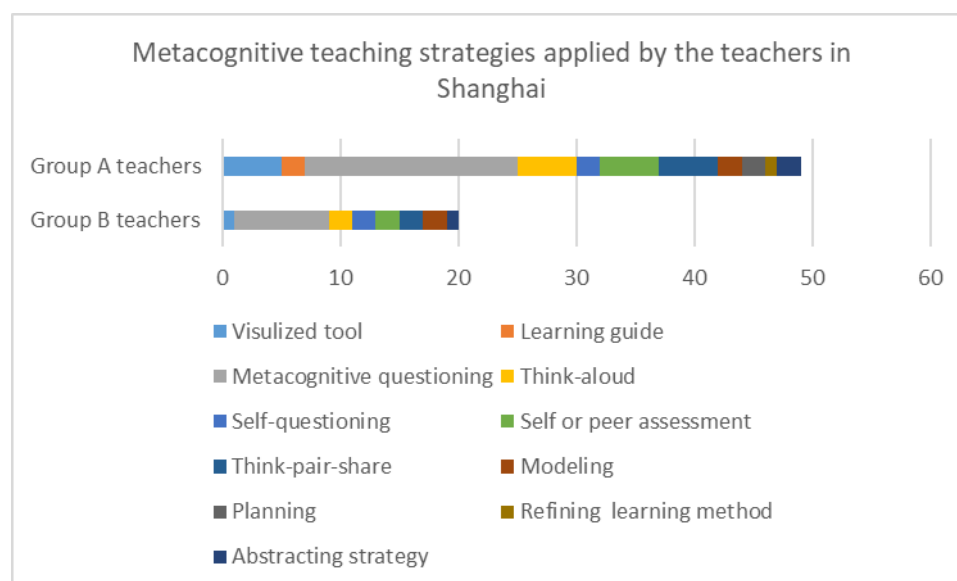 Metacognitive teaching strategies applied by the teachers in
Shanghai
Group A teachers
Group B teachers
0 10 20 30 40 50 60
Visulized tool Learning guide
Metacognitive questioning Think-aloud
Self-questioning Self or peer assessment
Think-pair-share Modeling
Planning Refining learning method
Abstracting strategy